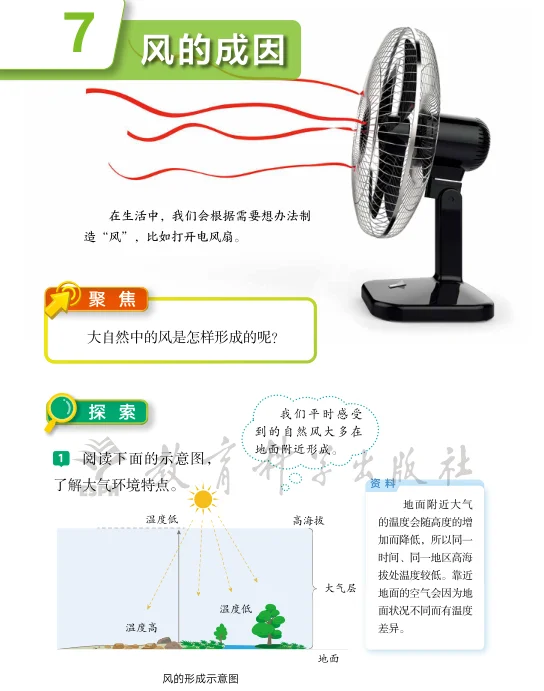 7
风的成因
在生活中，我们会根据需要想办法制
造“风”，比如打开电风扇。
聚焦
大自然中的风是怎样形成的呢？
探索
我们平时感受
到的自然风大多在
地面附近形成。
1 阅读下面的示意图，
了解大气环境特点。
教育科学出版社
资料
地面附近大气
的温度会随高度的增
加而降低，所以同一
时间、同一地区高海
拔处温度较低。靠近
地面的空气会因为地
面状况不同而有温度
差异。
温度低
高海拔
大气层
温度低
温度高
地面
风的形成示意图